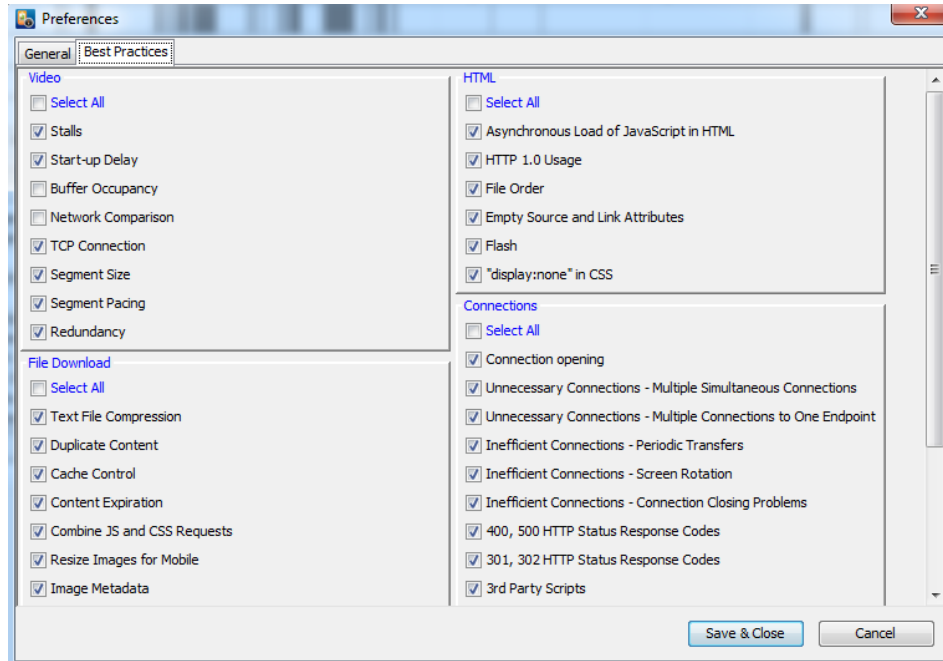 Preferences
General
Best Practices
Video
Select All
Stalls
Start-up Delay
Buffer Occupancy
Network Comparison
TCP Connection
Segment Size
Segment Pacing
Redundancy
File Download
Select All
Text File Compression
Duplicate Content
Cache Control
Content Expiration
Combine JS and CSS Requests
Resize Images for Mobile
Image Metadata
HTML
Select All
Asynchronous Load of JavaScript in HTML
HTTP 1.0 Usage
File Order
Empty Source and Link Attributes
Flash
"display:none" in CSS
Connections
Select All
Connection opening
Unnecessary Connections - Multiple Simultaneous Connections
Unnecessary Connections - Multiple Connections to One Endpoint
Inefficient Connections - Periodic Transfers
Inefficient Connections - Screen Rotation
Inefficient Connections - Connection Closing Problems
400, 500 HTTP Status Response Codes
301, 302 HTTP Status Response Codes
3rd Party Scripts
Save & Close
Cancel